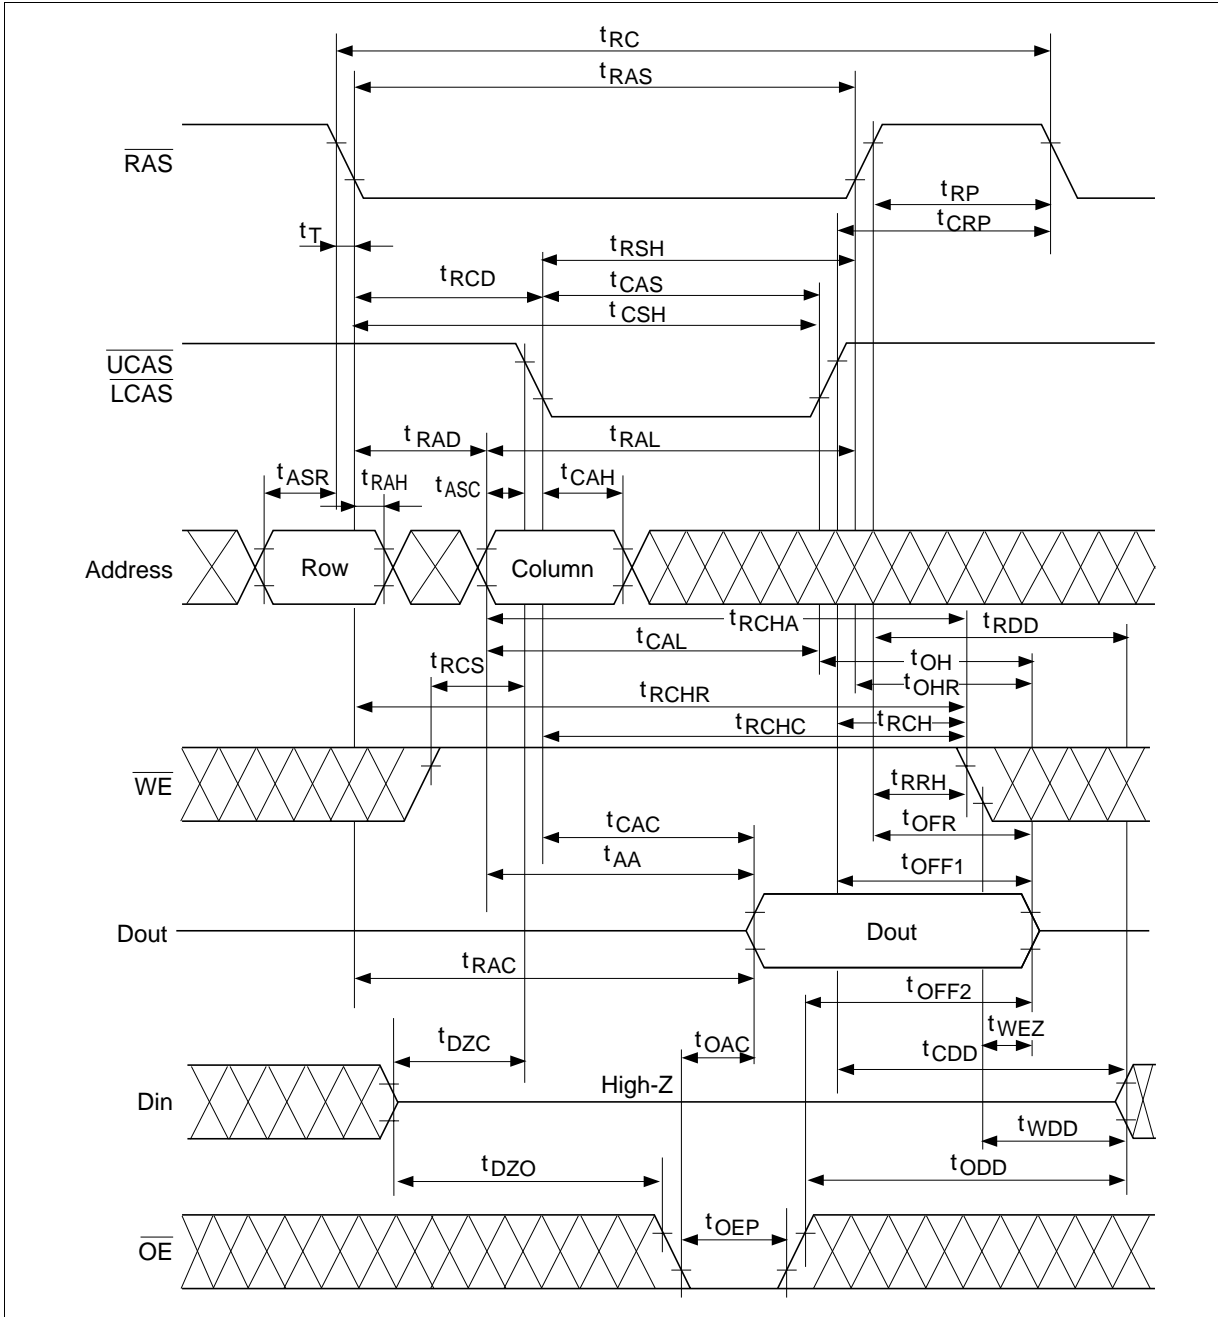 tRC
tRAS
RAS
tRP
tT
tCRP
tRSH
tRCD
tCAS
tCSH
UCAS
LCAS
tRAD
tRAL
tASR
tRAH
tASC
tCAH
Address
Row
Column
tRCHA
tRDD
tCAL
tOH
tRCS
tOHR
tRCHR
tRCHC
tRCH
WE
tRRH
tCAC
tOFR
tAA
tOFF1
Dout
Dout
tRAC
tOFF2
tWEZ
tDZC
tOAC
tCDD
High-Z
Din
tWDD
tDZO
tODD
tOEP
OE